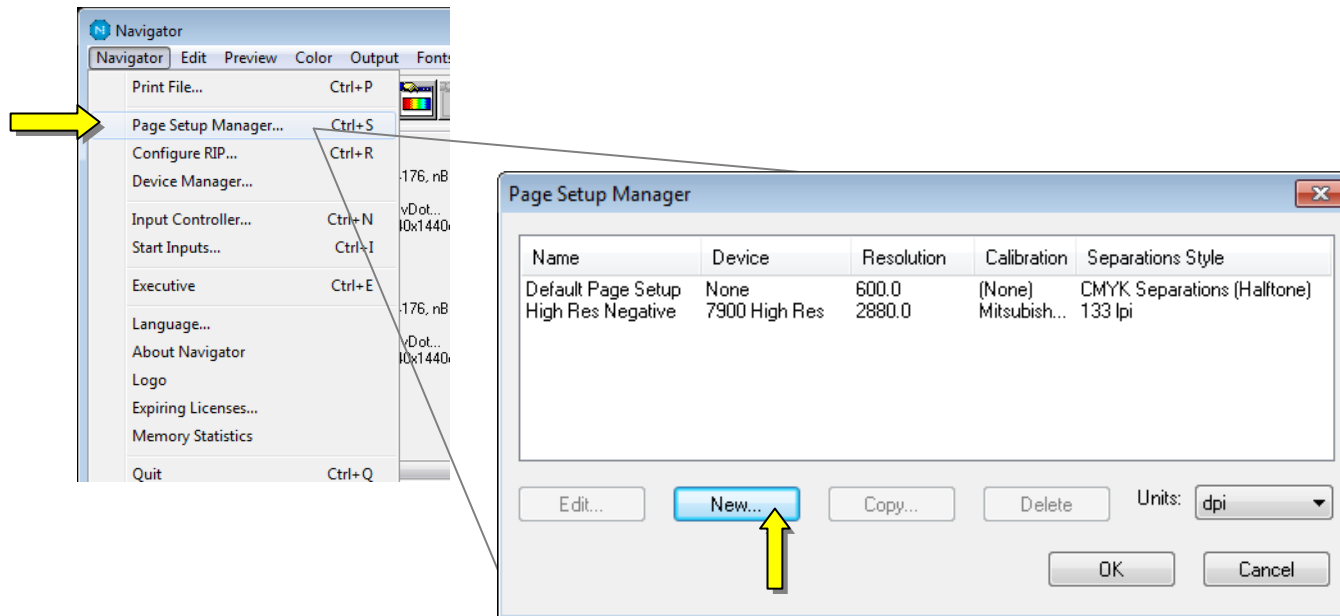 Navigator
Navigator Edit Preview Color Output Fonts
Print File... Ctrl+P
Page Setup Manager... Ctrl+S
Configure RIP... Ctrl+R
Device Manager...
Input Controller... Ctrl+N
Start Inputs... Ctrl+I
Executive Ctrl+E
Language...
About Navigator
Logo
Expiring Licenses...
Memory Statistics
Quit Ctrl+Q
176, nB
vDot...
40x1440
176, nB
vDot...
40x1440
Page Setup Manager
Name Device Resolution Calibration Separations Style
Default Page Setup None 600.0 (None) CMYK Separations (Halftone)
High Res Negative 7900 High Res 2880.0 Mitsubish... 133 lpi
Edit... New... Copy... Delete Units: dpi
OK Cancel